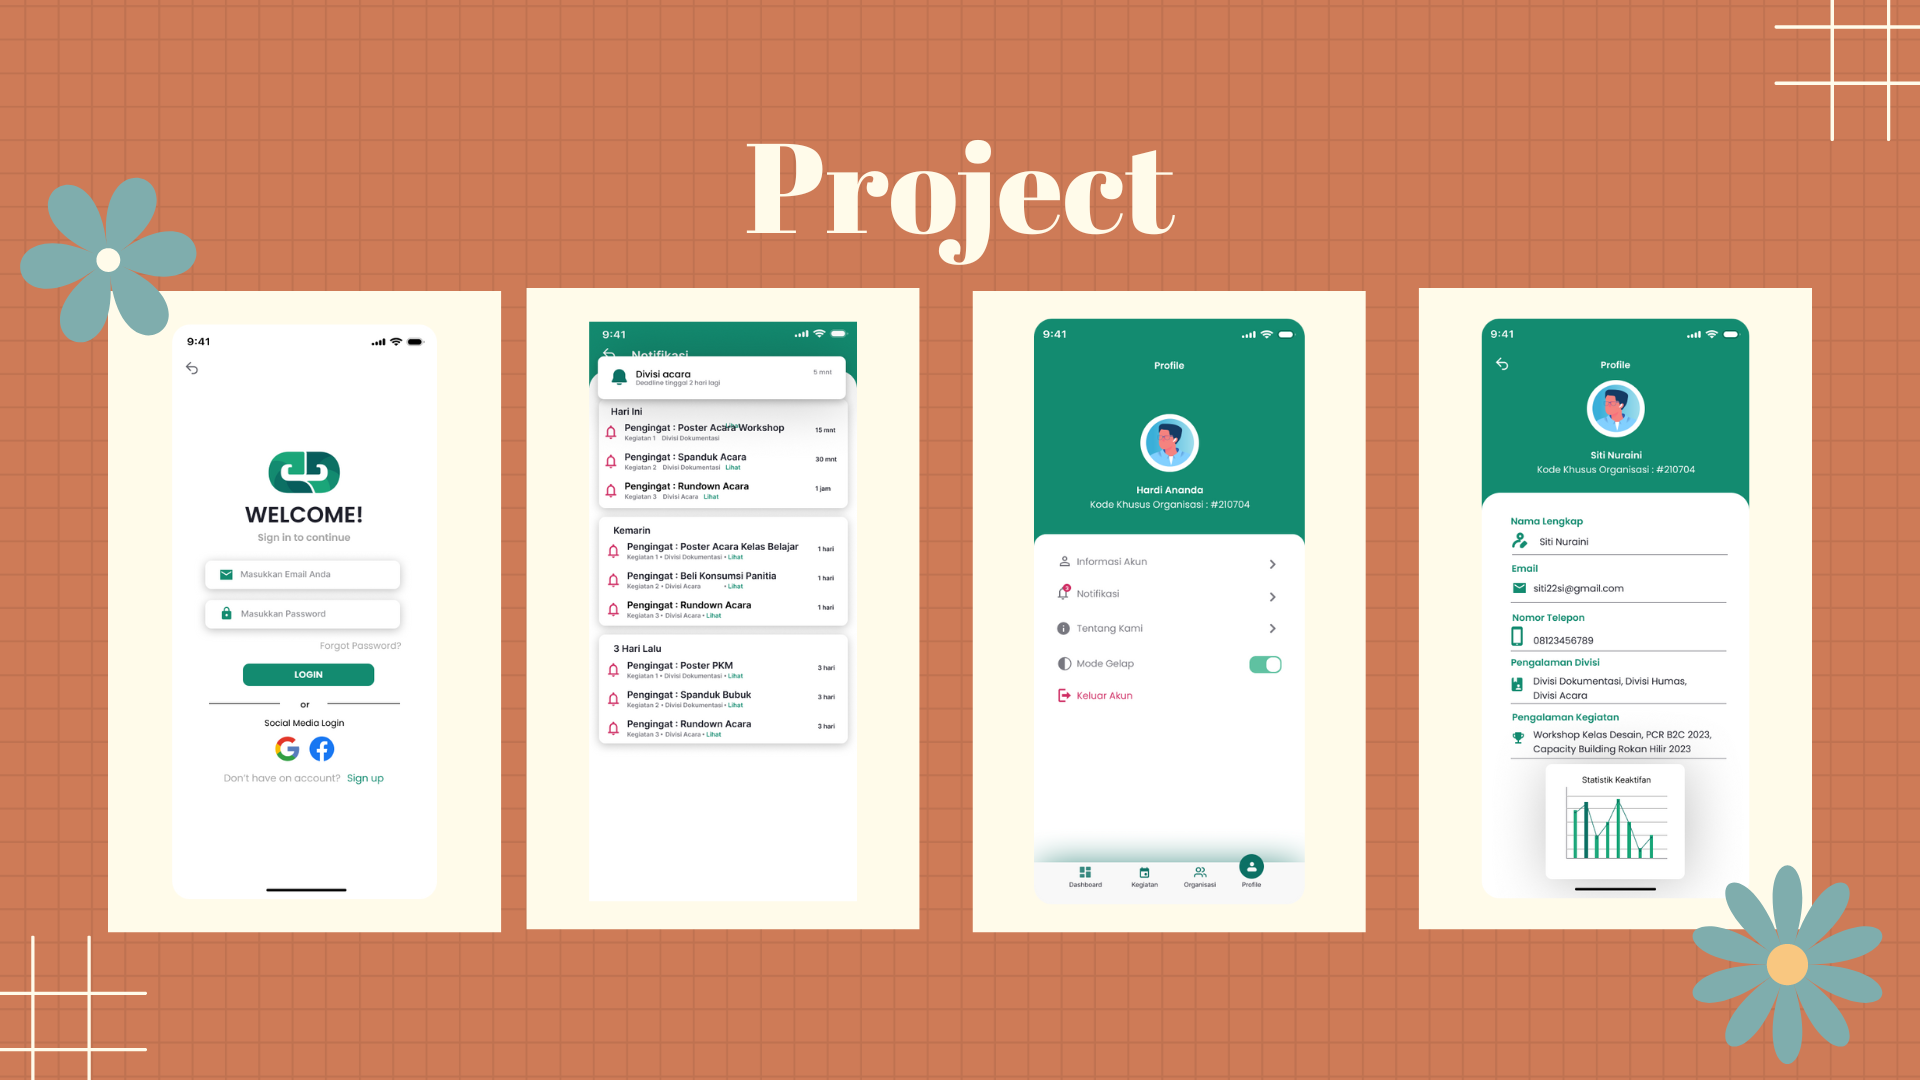 Project
9:41
WELCOME!
Sign in to continue
Masukkan Email Anda
Masukkan Password
Forgot Password?
LOGIN
or
Social Media Login
Don't have on account? Sign up
9:41
Notifikasi
Divisi acara
5 mnt
Deadline tinggal 2 hari lagi
Hari Ini
Pengingat : Poster Acara Workshop
15 mnt
Kegiatan 1 Divisi Dokumentasi
Lihat
Pengingat : Spanduk Acara
30 mnt
Kegiatan 2 Divisi Dokumentasi Lihat
Pengingat : Rundown Acara
1 jam
Kegiatan 3 Divisi Acara Lihat
Kemarin
Pengingat : Poster Acara Kelas Belajar
1 hari
Kegiatan 1 • Divisi Dokumentasi • Lihat
Pengingat : Beli Konsumsi Panitia
1 hari
Kegiatan 2 • Divisi Acara • Lihat
Pengingat : Rundown Acara
1 hari
Kegiatan 3 • Divisi Acara • Lihat
3 Hari Lalu
Pengingat : Poster PKM
3 hari
Kegiatan 1 • Divisi Dokumentasi • Lihat
Pengingat : Spanduk Bubuk
3 hari
Kegiatan 2 • Divisi Dokumentasi • Lihat
Pengingat : Rundown Acara
3 hari
Kegiatan 3 • Divisi Acara • Lihat
9:41
Profile
Hardi Ananda
Kode Khusus Organisasi : #210704
Informasi Akun
3
Notifikasi
Tentang Kami
Mode Gelap
Keluar Akun
Dashboard
Kegiatan
Organisasi
Profile
9:41
Profile
Siti Nuraini
Kode Khusus Organisasi : #210704
Nama Lengkap
Siti Nuraini
Email
siti22si@gmail.com
Nomor Telepon
08123456789
Pengalaman Divisi
Divisi Dokumentasi, Divisi Humas,
Divisi Acara
Pengalaman Kegiatan
Workshop Kelas Desain, PCR B2C 2023,
Capacity Building Rokan Hilir 2023
Statistik Keaktifan